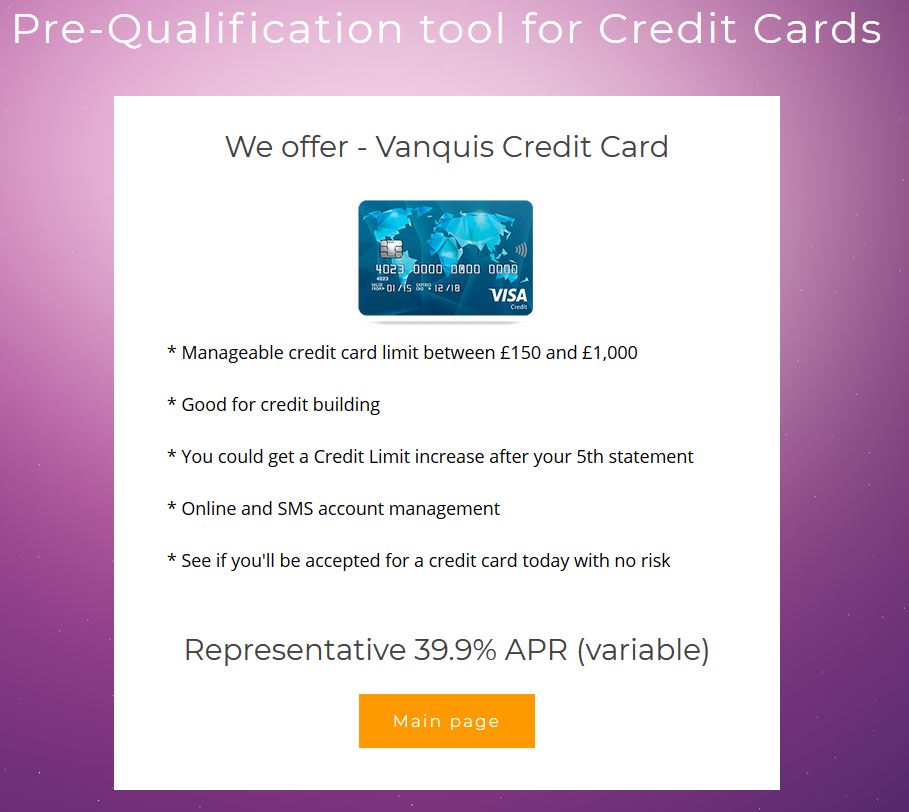 Pre-Qualification tool for Credit Cards
We offer - Vanquis Credit Card
4023 0000 0000 0000
4023
VALID FROM 01/15 EXPIRES END 12/18
VISA
Credit
* Manageable credit card limit between £150 and £1,000
* Good for credit building
* You could get a Credit Limit increase after your 5th statement
* Online and SMS account management
* See if you'll be accepted for a credit card today with no risk
Representative 39.9% APR (variable)
Main page